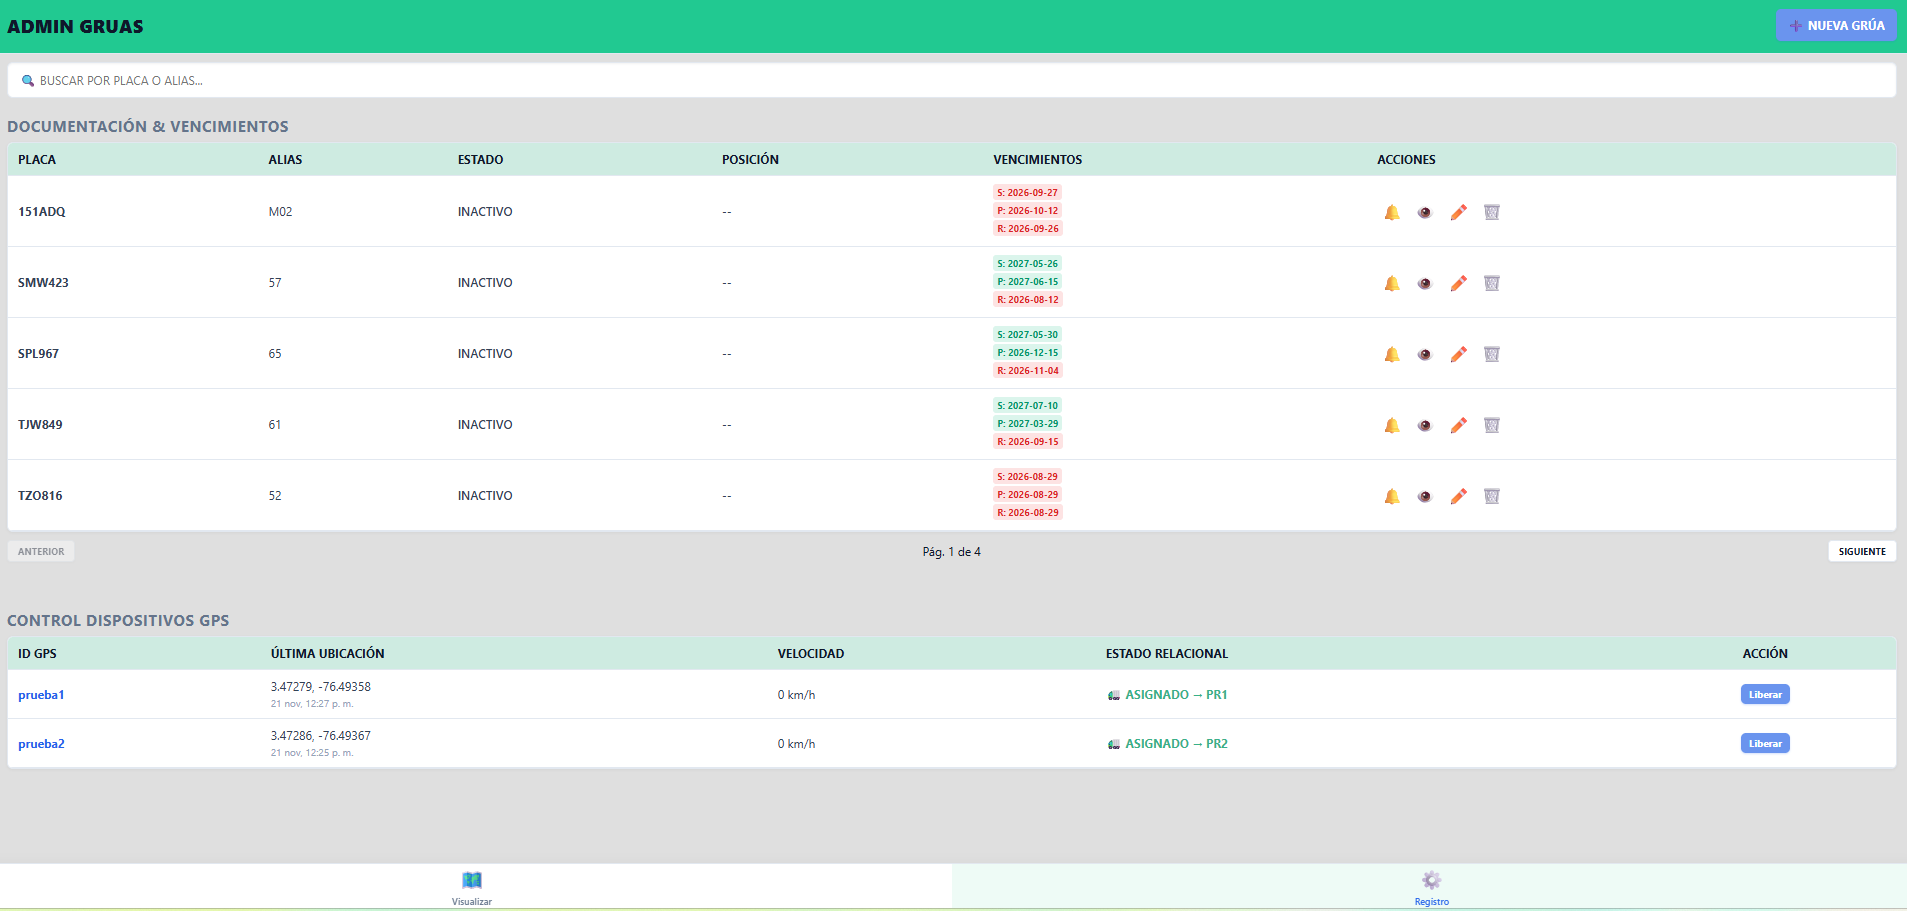 ADMIN GRUAS
NUEVA GRÚA
BUSCAR POR PLACA O ALIAS...
DOCUMENTACIÓN & VENCIMIENTOS
PLACA ALIAS ESTADO POSICIÓN VENCIMIENTOS ACCIONES
151ADQ M02 INACTIVO -- S: 2026-09-27
P: 2026-10-12
R: 2026-09-26
SMW423 57 INACTIVO -- S: 2027-05-26
P: 2027-06-15
R: 2026-08-12
SPL967 65 INACTIVO -- S: 2027-05-30
P: 2026-12-15
R: 2026-11-04
TJW849 61 INACTIVO -- S: 2027-07-10
P: 2027-03-29
R: 2026-09-15
TZO816 52 INACTIVO -- S: 2026-08-29
P: 2026-08-29
R: 2026-08-29
ANTERIOR Pág. 1 de 4 SIGUIENTE
CONTROL DISPOSITIVOS GPS
ID GPS ÚLTIMA UBICACIÓN VELOCIDAD ESTADO RELACIONAL ACCIÓN
prueba1 3.47279, -76.49358 0 km/h ASIGNADO → PR1 Liberar
21 nov, 12:27 p. m.
prueba2 3.47286, -76.49367 0 km/h ASIGNADO → PR2 Liberar
21 nov, 12:25 p. m.
Visualizar Registro